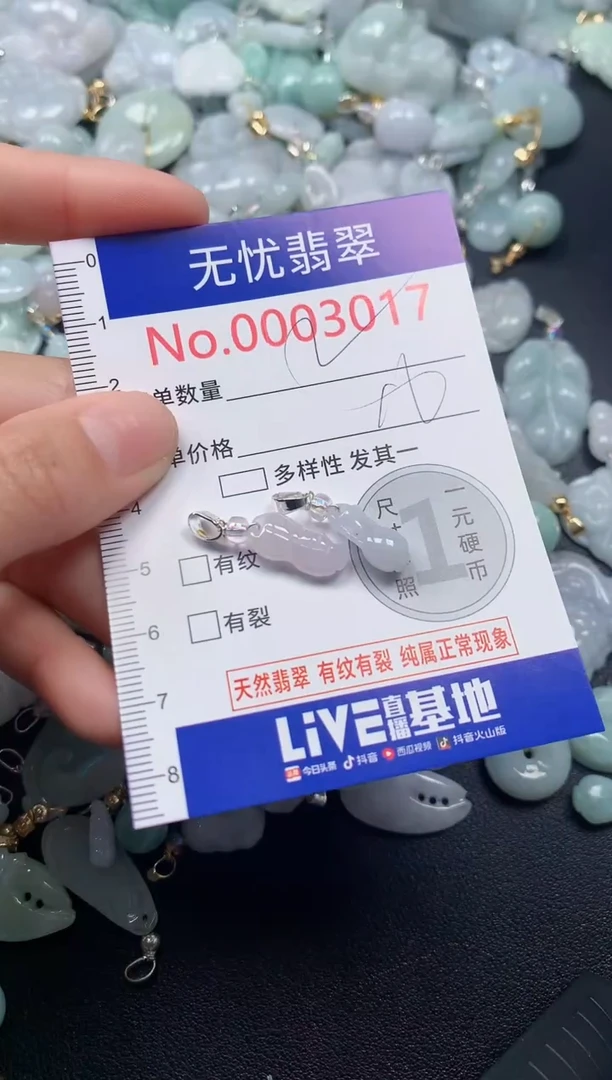 0
无忧翡翠
1
No.0003017
2
单数量
单价格
多样性 发其一
4
尺 一
1 元
硬
照 币
5
有纹
6
有裂
天然翡翠 有纹有裂 纯属正常现象
7
LiVE直播基地
8
今日头条 抖音 西瓜视频 抖音火山版